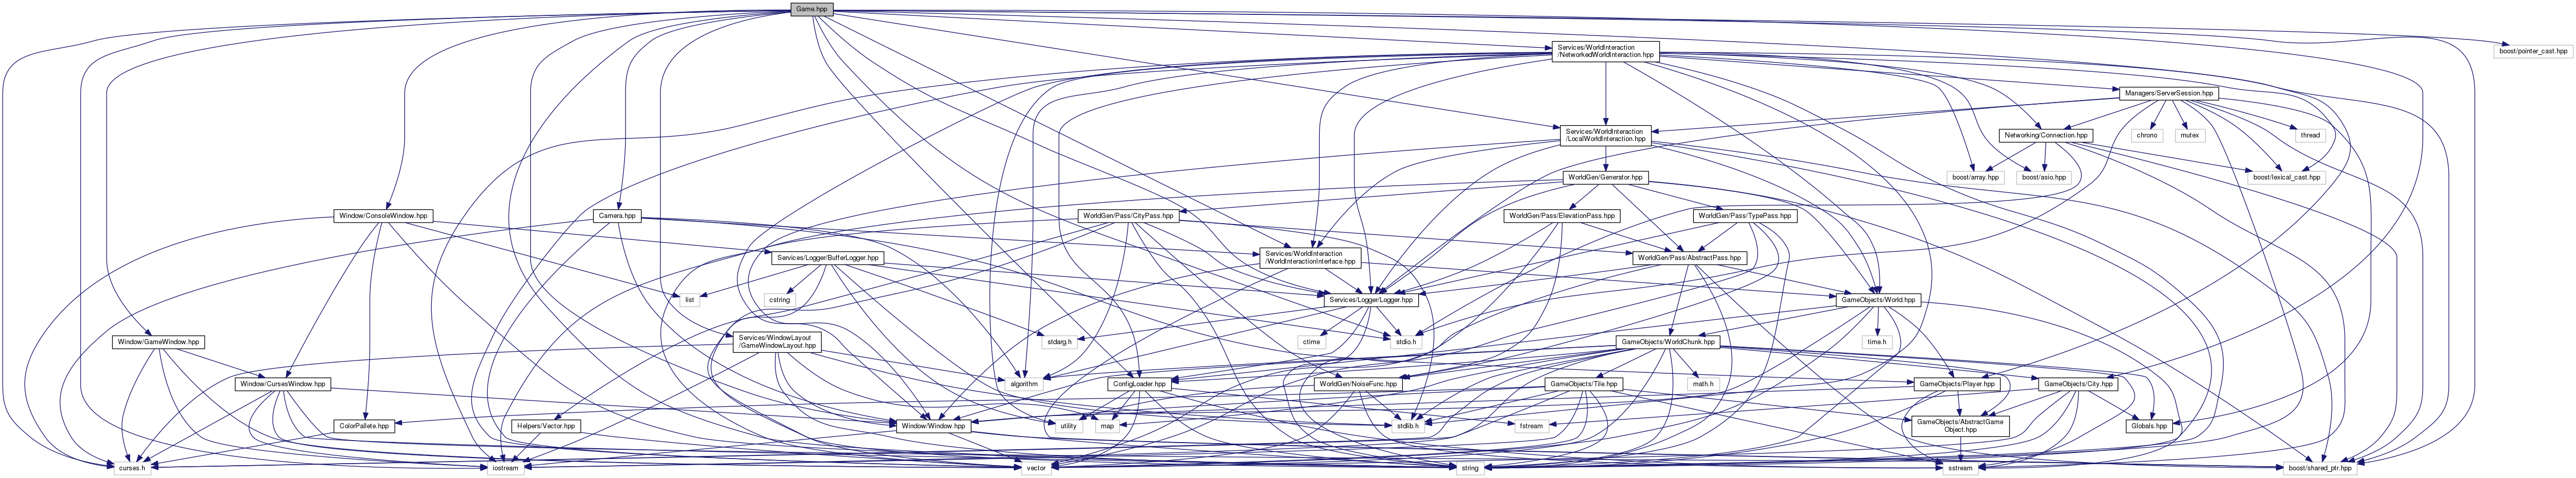 Game.hpp
Services/WorldInteraction
/NetworkedWorldInteraction.hpp
boost/pointer_cast.hpp
Managers/ServerSession.hpp
Services/WorldInteraction
/LocalWorldInteraction.hpp
Networking/Connection.hpp
chrono
mutex
thread
WorldGen/Generator.hpp
boost/array.hpp
boost/asio.hpp
boost/lexical_cast.hpp
Window/ConsoleWindow.hpp
Camera.hpp
WorldGen/Pass/CityPass.hpp
WorldGen/Pass/ElevationPass.hpp
WorldGen/Pass/TypePass.hpp
Services/Logger/BufferLogger.hpp
Services/WorldInteraction
/WorldInteractionInterface.hpp
WorldGen/Pass/AbstractPass.hpp
list
cstring
Services/Logger/Logger.hpp
GameObjects/World.hpp
Window/GameWindow.hpp
Services/WindowLayout
/GameWindowLayout.hpp
stdarg.h
ctime
stdio.h
GameObjects/WorldChunk.hpp
time.h
Window/CursesWindow.hpp
algorithm
ConfigLoader.hpp
WorldGen/NoiseFunc.hpp
GameObjects/Tile.hpp
math.h
GameObjects/Player.hpp
GameObjects/City.hpp
ColorPallete.hpp
Helpers/Vector.hpp
Window/Window.hpp
utility
map
stdlib.h
fstream
GameObjects/AbstractGame
Object.hpp
Globals.hpp
curses.h
iostream
vector
string
sstream
boost/shared_ptr.hpp